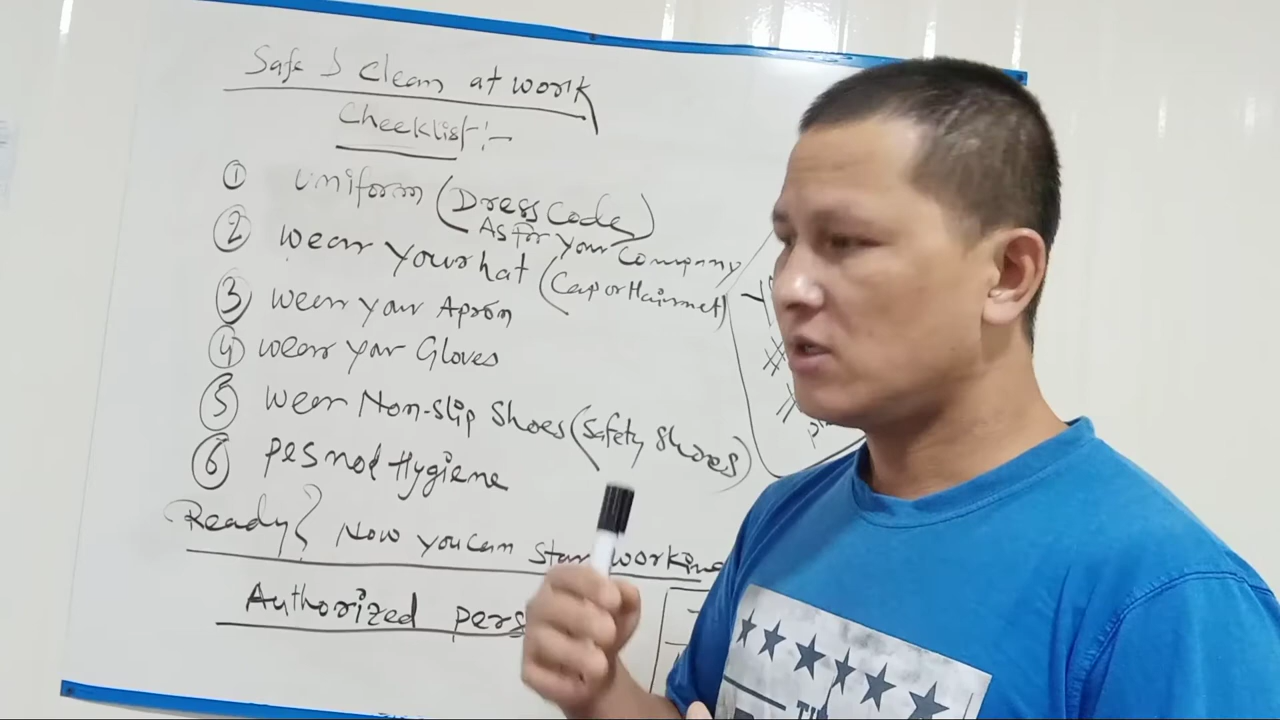 Safe & Clean at work
Checklist:-
① Uniform (Dress Code)
As Per your Company
② wear your hat (Cap or Hairnet)
③ wear your Apron
④ wear your Gloves
⑤ wear Non-slip Shoes (Safety Shoes)
⑥ Pesnol Hygiene
Ready? Now you can start working
Authorized pers